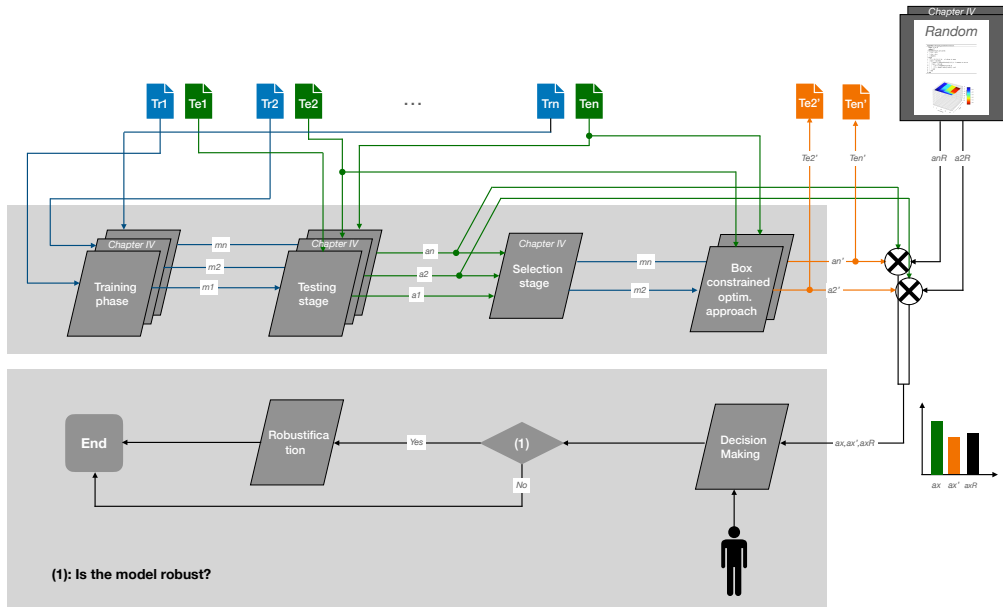 Chapter IV
Random
Tr1
Te1
Tr2
Te2
...
Trn
Ten
Te2'
Ten'
Te2'
Ten'
anR
a2R
Chapter IV
mn
Chapter IV
an
Chapter IV
mn
an'
Training
phase
m2
m1
Testing
stage
a2
a1
Selection
stage
m2
Box
constrained
optim.
approach
a2'
End
Robustifica
tion
Yes
(1)
No
Decision
Making
ax,ax',axR
ax
ax'
axR
(1): Is the model robust?